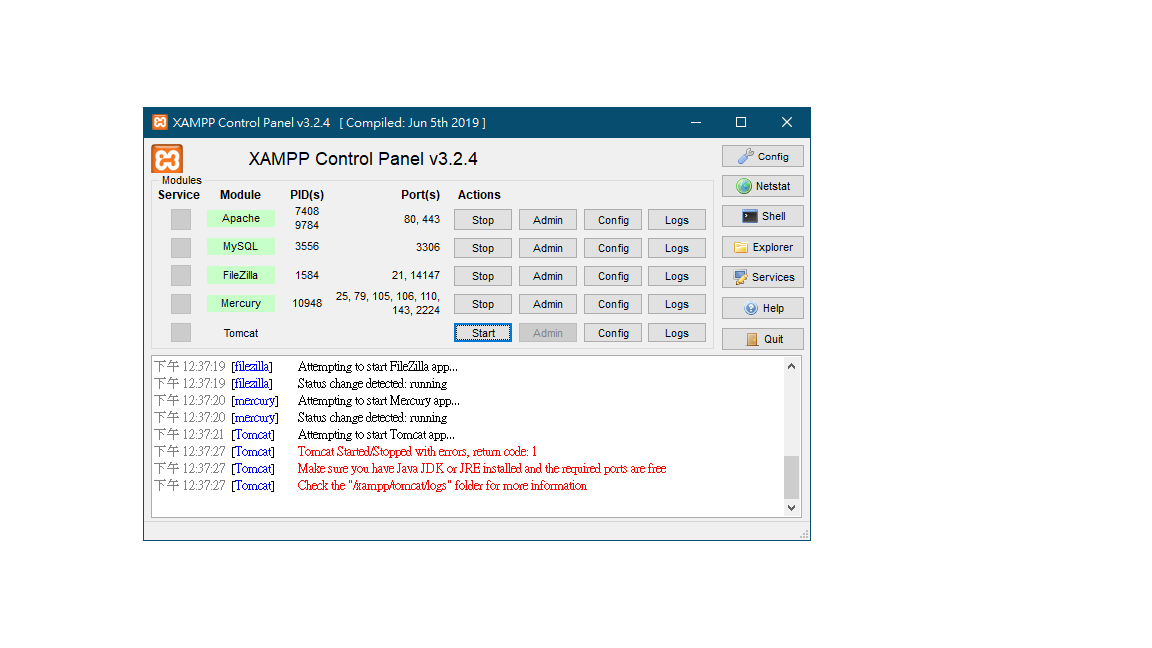 XAMPP Control Panel v3.2.4 [ Compiled: Jun 5th 2019 ]
XAMPP Control Panel v3.2.4
Config
Modules
Service Module PID(s) Port(s) Actions
Netstat
Apache 7408 9784 80, 443 Stop Admin Config Logs
Shell
MySQL 3556 3306 Stop Admin Config Logs
Explorer
FileZilla 1584 21, 14147 Stop Admin Config Logs
Services
Mercury 10948 25, 79, 105, 106, 110, 143, 2224 Stop Admin Config Logs
Help
Tomcat Start Admin Config Logs
Quit
下午 12:37:19 [filezilla] Attempting to start FileZilla app...
下午 12:37:19 [filezilla] Status change detected: running
下午 12:37:20 [mercury] Attempting to start Mercury app...
下午 12:37:20 [mercury] Status change detected: running
下午 12:37:21 [Tomcat] Attempting to start Tomcat app...
下午 12:37:27 [Tomcat] Tomcat Started/Stopped with errors, return code: 1
下午 12:37:27 [Tomcat] Make sure you have Java JDK or JRE installed and the required ports are free
下午 12:37:27 [Tomcat] Check the "/xampp/tomcat/logs" folder for more information